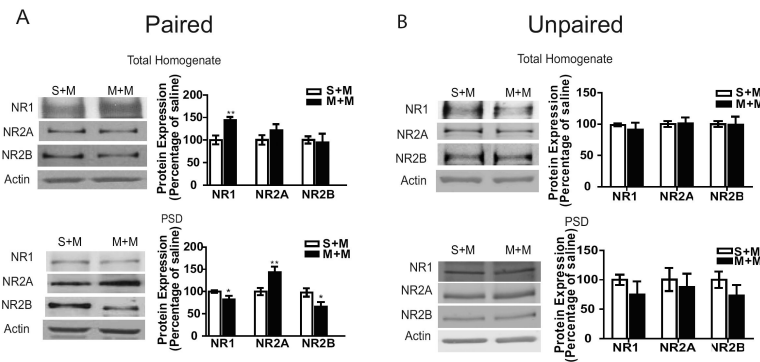 A Paired
Total Homogenate
S+M M+M
NR1
NR2A
NR2B
Actin
Protein Expression
(Percentage of saline)
200
150
100
50
0
**
S+M
M+M
NR1 NR2A NR2B
PSD
S+M M+M
NR1
NR2A
NR2B
Actin
Protein Expression
(Percentage of saline)
200
150
100
50
0
*
**
*
S+M
M+M
NR1 NR2A NR2B
B Unpaired
Total Homogenate
S+M M+M
NR1
NR2A
NR2B
Actin
Protein Expression
(Percentage of saline)
150
100
50
0
S+M
M+M
NR1 NR2A NR2B
PSD
S+M M+M
NR1
NR2A
NR2B
Actin
Protein Expression
(Percentage of saline)
150
100
50
0
S+M
M+M
NR1 NR2A NR2B